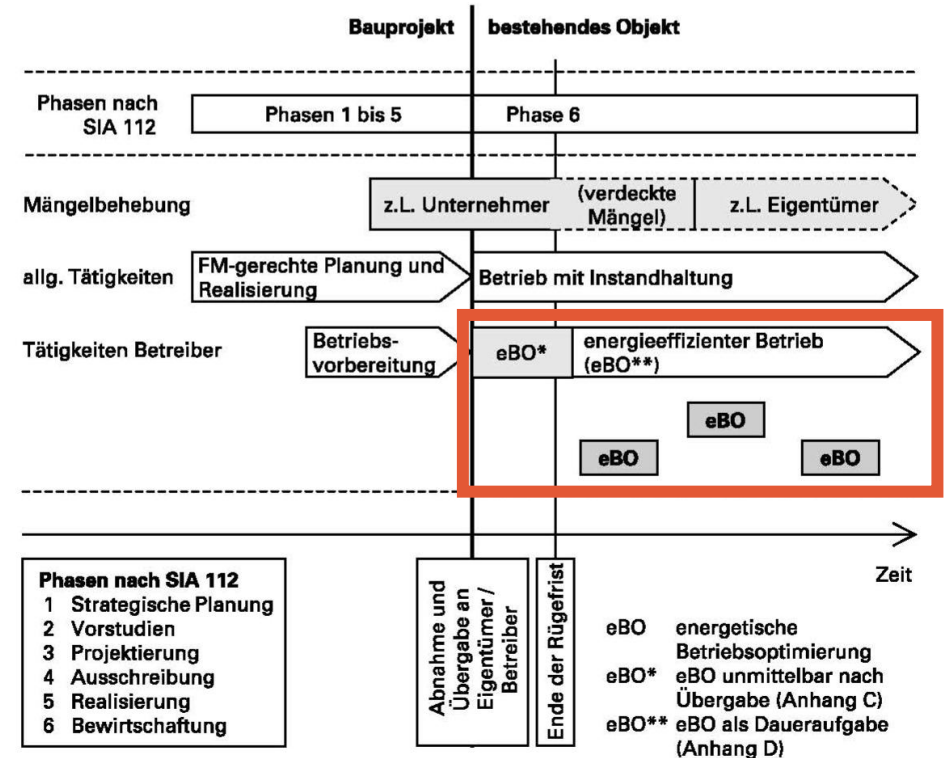 Bauprojekt
bestehendes Objekt
Phasen nach
SIA 112
Phasen 1 bis 5
Phase 6
Mängelbehebung
z.L. Unternehmer
(verdeckte
Mängel)
z.L. Eigentümer
allg. Tätigkeiten
FM-gerechte Planung und
Realisierung
Betrieb mit Instandhaltung
Tätigkeiten Betreiber
Betriebs-
vorbereitung
eBO*
energieeffizienter Betrieb
(eBO**)
eBO
eBO
eBO
Zeit
Phasen nach SIA 112
1 Strategische Planung
2 Vorstudien
3 Projektierung
4 Ausschreibung
5 Realisierung
6 Bewirtschaftung
Abnahme und
Übergabe an
Eigentümer /
Betreiber
Ende der Rügefrist
eBO energetische
Betriebsoptimierung
eBO* eBO unmittelbar nach
Übergabe (Anhang C)
eBO** eBO als Daueraufgabe
(Anhang D)